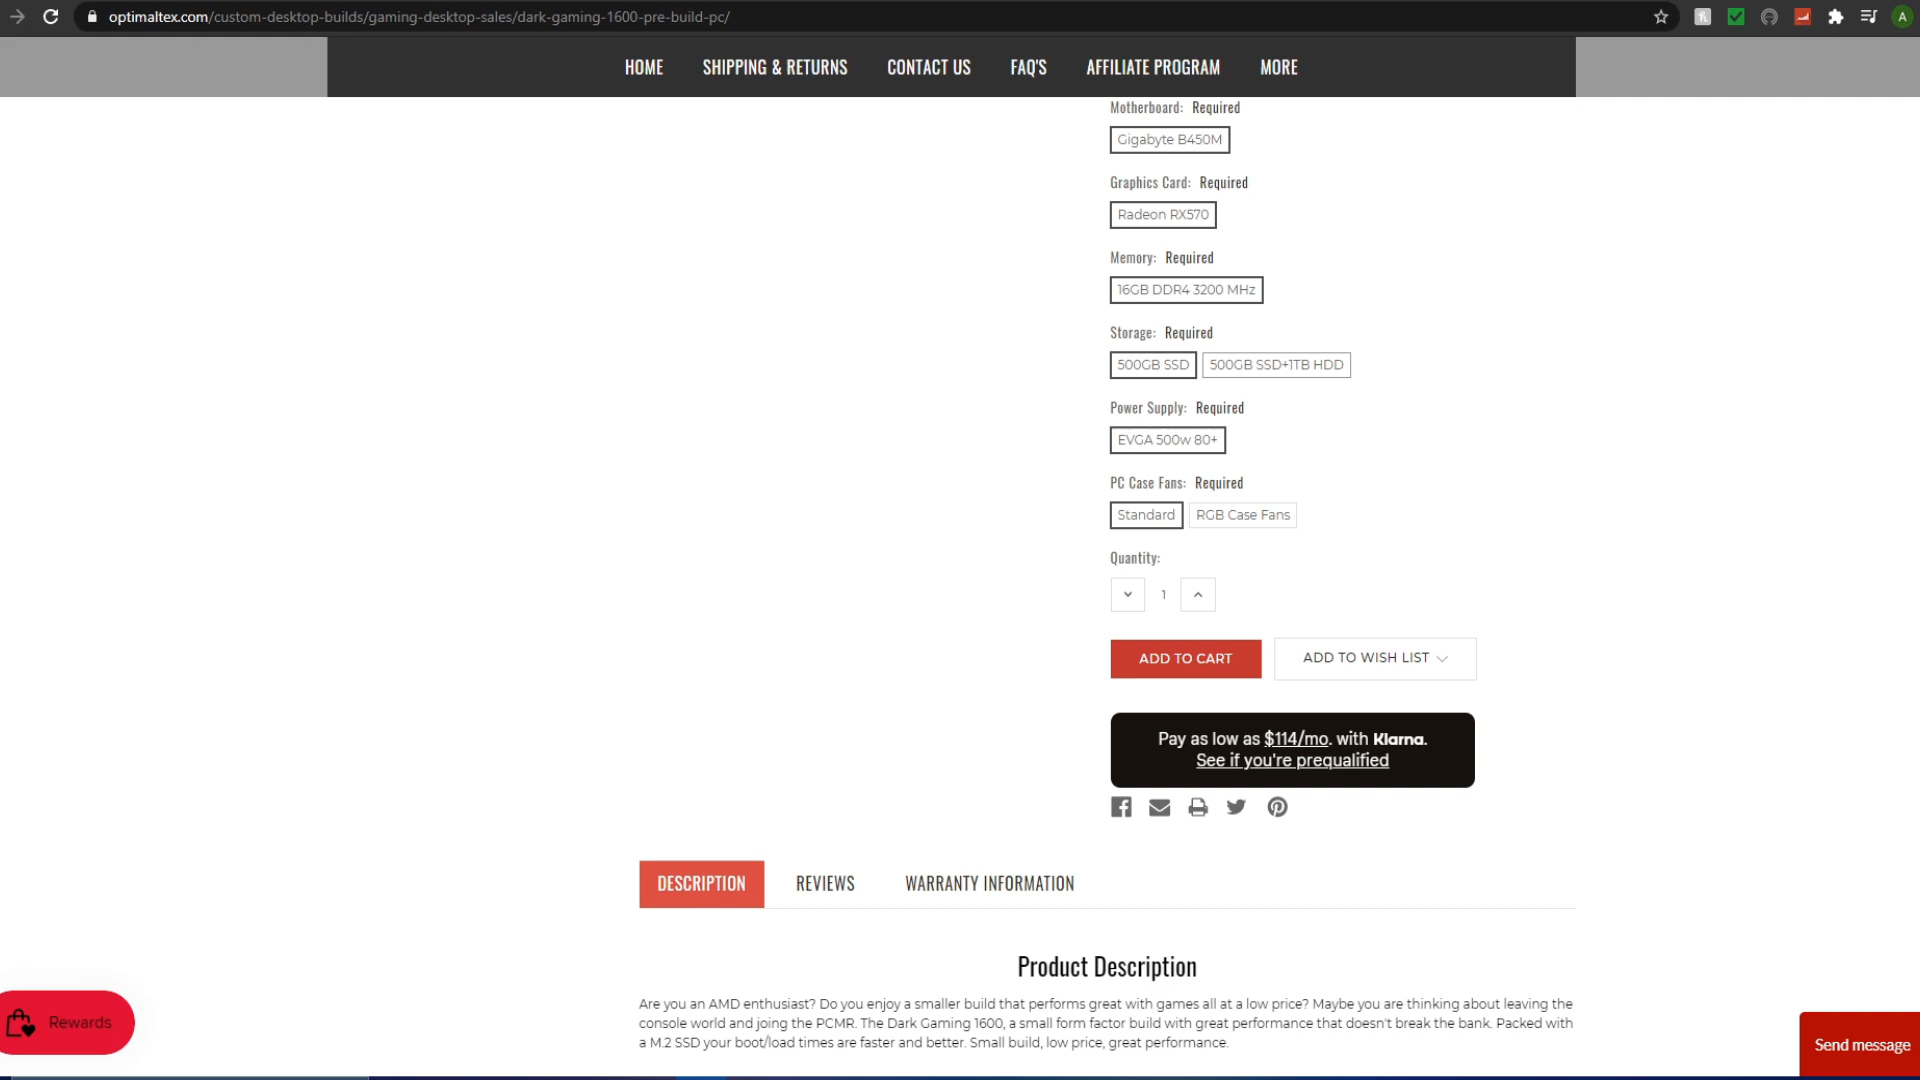 optimaltex.com/custom-desktop-builds/gaming-desktop-sales/dark-gaming-1600-pre-build-pc/
A
HOME SHIPPING & RETURNS CONTACT US FAQ'S AFFILIATE PROGRAM MORE
Motherboard: Required
Gigabyte B450M
Graphics Card: Required
Radeon RX570
Memory: Required
16GB DDR4 3200 MHz
Storage: Required
500GB SSD 500GB SSD+1TB HDD
Power Supply: Required
EVGA 500w 80+
PC Case Fans: Required
Standard RGB Case Fans
Quantity:
1
ADD TO CART ADD TO WISH LIST
Pay as low as $114/mo. with Klarna.
See if you're prequalified
DESCRIPTION REVIEWS WARRANTY INFORMATION
Product Description
Are you an AMD enthusiast? Do you enjoy a smaller build that performs great with games all at a low price? Maybe you are thinking about leaving the
console world and joing the PCMR. The Dark Gaming 1600, a small form factor build with great performance that doesn't break the bank. Packed with
a M.2 SSD your boot/load times are faster and better. Small build, low price, great performance.
Rewards
Send message